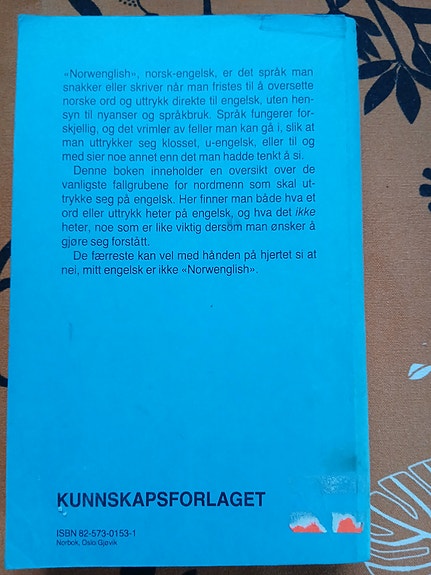 «Norwenglish», norsk-engelsk, er det språk man
snakker eller skriver når man fristes til å oversette
norske ord og uttrykk direkte til engelsk, uten hen-
syn til nyanser og språkbruk. Språk fungerer for-
skjellig, og det vrimler av feller man kan gå i, slik at
man uttrykker seg klosset, u-engelsk, eller til og
med sier noe annet enn det man hadde tenkt å si.
Denne boken inneholder en oversikt over de
vanligste fallgrubene for nordmenn som skal ut-
trykke seg på engelsk. Her finner man både hva et
ord eller uttrykk heter på engelsk, og hva det ikke
heter, noe som er like viktig dersom man ønsker å
gjøre seg forstått.
De færreste kan vel med hånden på hjertet si at
nei, mitt engelsk er ikke «Norwenglish».
KUNNSKAPSFORLAGET
ISBN 82-573-0153-1
Norbok, Oslo/Gjøvik